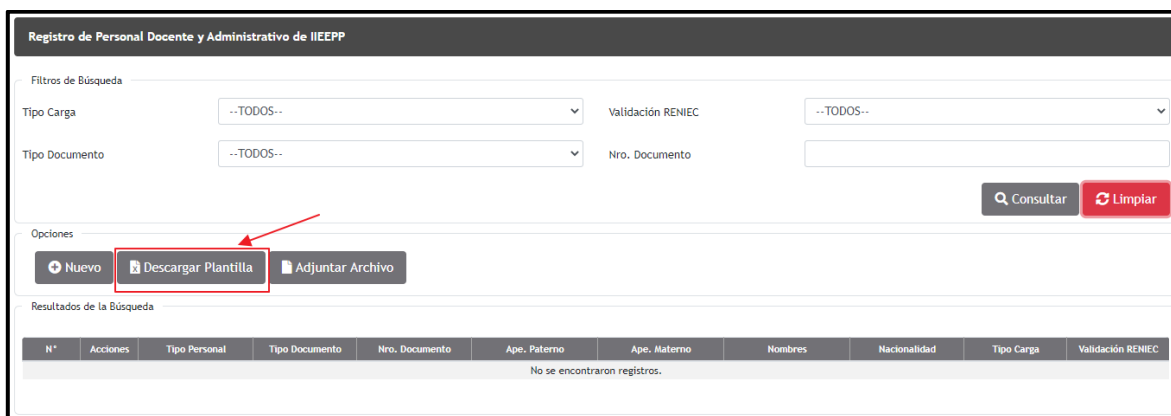 Registro de Personal Docente y Administrativo de IIEEPP
Filtros de Búsqueda
Tipo Carga --TODOS-- Validación RENIEC --TODOS--
Tipo Documento --TODOS-- Nro. Documento
Consultar Limpiar
Opciones
Nuevo Descargar Plantilla Adjuntar Archivo
Resultados de la Búsqueda
N° Acciones Tipo Personal Tipo Documento Nro. Documento Ape. Paterno Ape. Materno Nombres Nacionalidad Tipo Carga Validación RENIEC
No se encontraron registros.